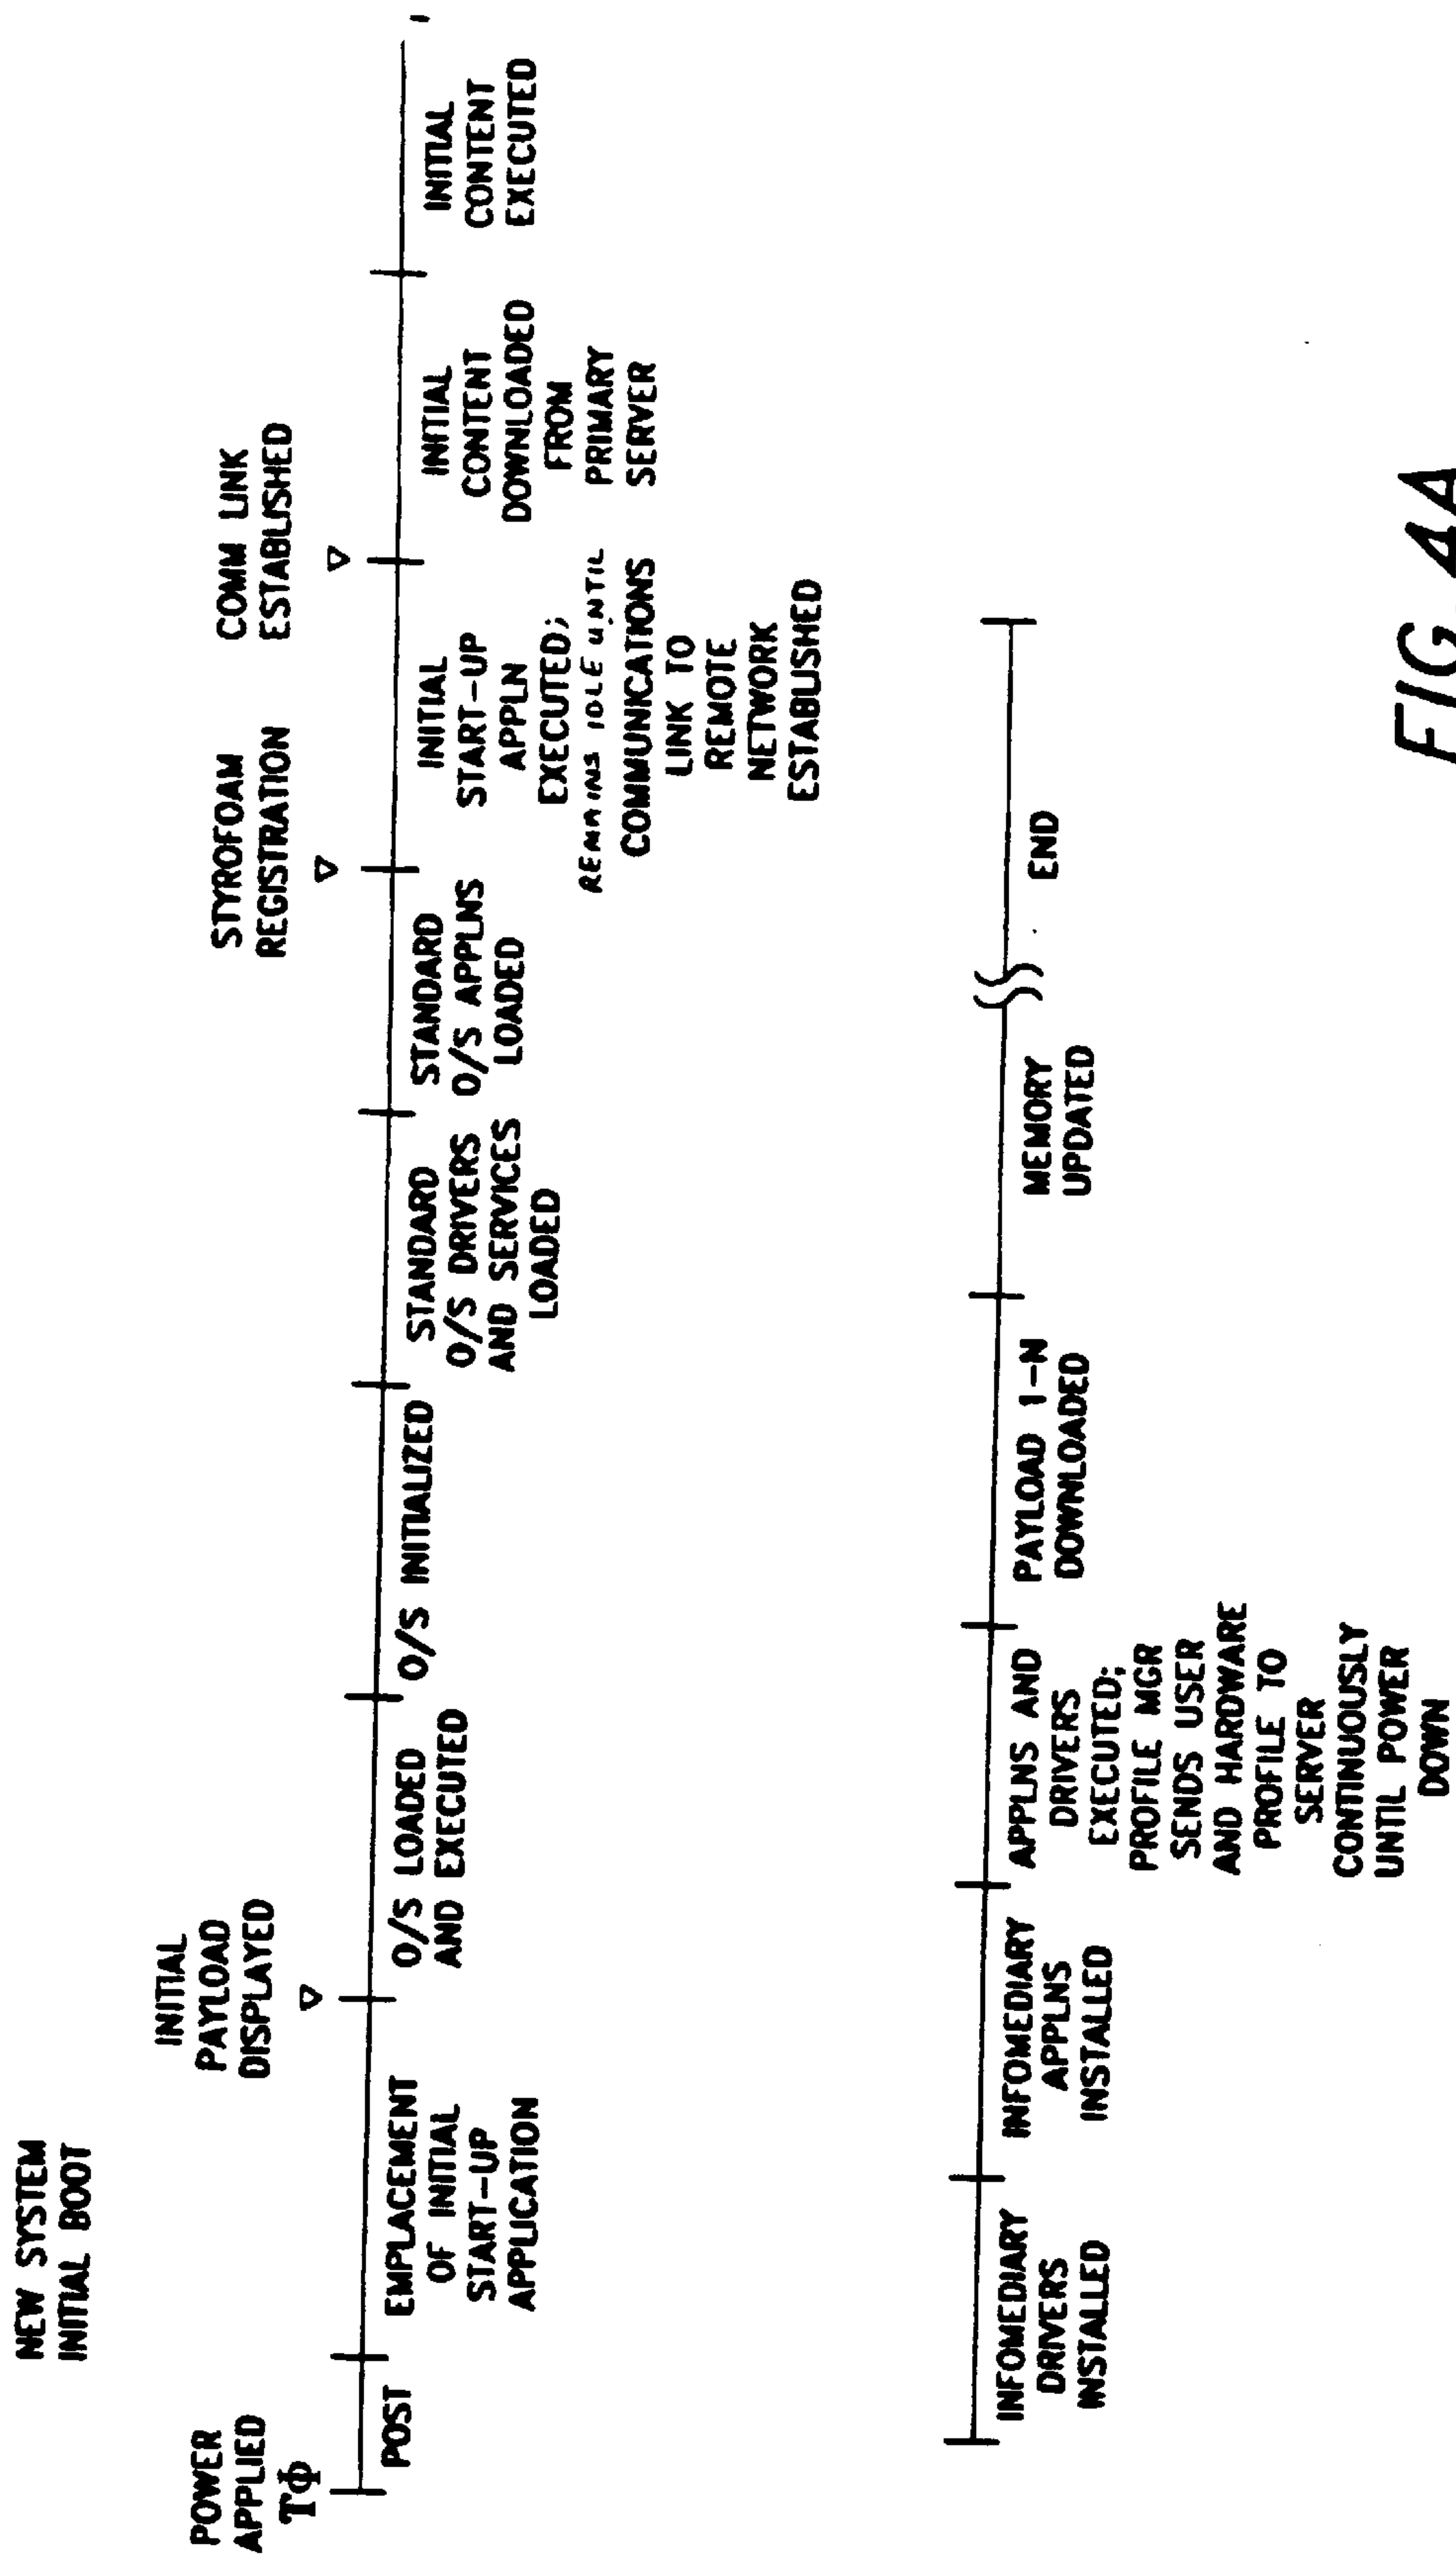 NEW SYSTEM
INITIAL BOOT
POWER
APPLIED
TΦ
INITIAL
PAYLOAD
DISPLAYED
STYROFOAM
REGISTRATION
COMM LINK
ESTABLISHED
POST
EMPLACEMENT
OF INITIAL
START-UP
APPLICATION
O/S LOADED
AND EXECUTED
O/S INITIALIZED
STANDARD
O/S DRIVERS
AND SERVICES
LOADED
STANDARD
O/S APPLNS
LOADED
INITIAL
START-UP
APPLN
EXECUTED;
REMAINS IDLE UNTIL
COMMUNICATIONS
LINK TO
REMOTE
NETWORK
ESTABLISHED
INITIAL
CONTENT
DOWNLOADED
FROM
PRIMARY
SERVER
INITIAL
CONTENT
EXECUTED
INFOMEDIARY
DRIVERS
INSTALLED
INFOMEDIARY
APPLNS
INSTALLED
APPLNS AND
DRIVERS
EXECUTED;
PROFILE MGR
SENDS USER
AND HARDWARE
PROFILE TO
SERVER
CONTINUOUSLY
UNTIL POWER
DOWN
PAYLOAD 1-N
DOWNLOADED
MEMORY
UPDATED
END
FIG. 4A